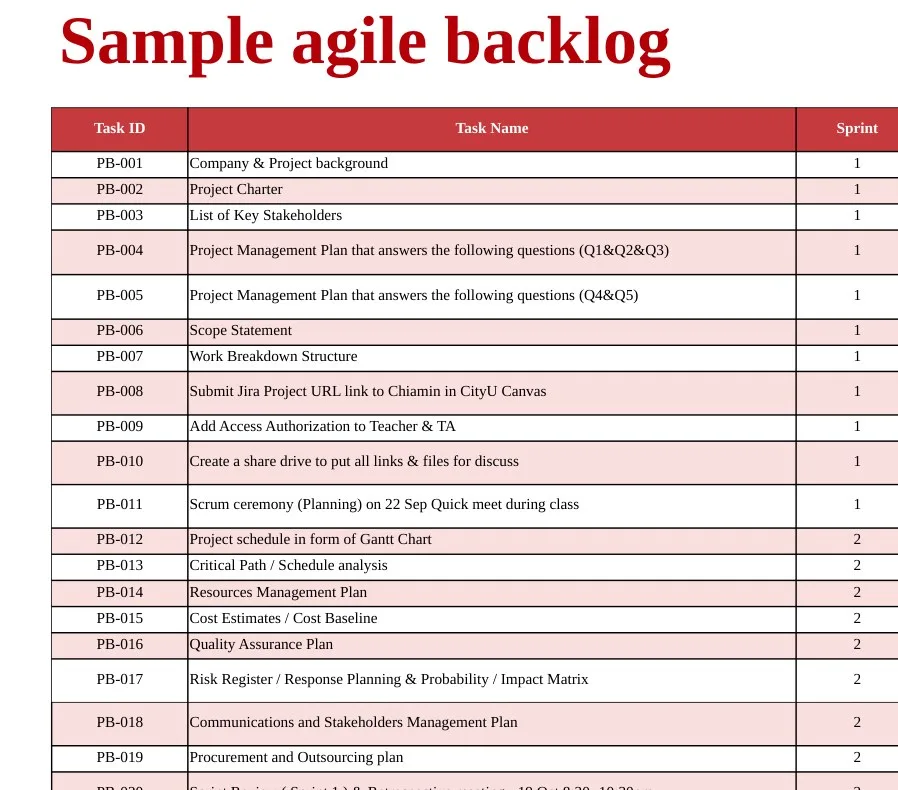 Sample agile backlog
Task ID Task Name Sprint
PB-001 Company & Project background 1
PB-002 Project Charter 1
PB-003 List of Key Stakeholders 1
PB-004 Project Management Plan that answers the following questions (Q1&Q2&Q3) 1
PB-005 Project Management Plan that answers the following questions (Q4&Q5) 1
PB-006 Scope Statement 1
PB-007 Work Breakdown Structure 1
PB-008 Submit Jira Project URL link to Chiamin in CityU Canvas 1
PB-009 Add Access Authorization to Teacher & TA 1
PB-010 Create a share drive to put all links & files for discuss 1
PB-011 Scrum ceremony (Planning) on 22 Sep Quick meet during class 1
PB-012 Project schedule in form of Gantt Chart 2
PB-013 Critical Path / Schedule analysis 2
PB-014 Resources Management Plan 2
PB-015 Cost Estimates / Cost Baseline 2
PB-016 Quality Assurance Plan 2
PB-017 Risk Register / Response Planning & Probability / Impact Matrix 2
PB-018 Communications and Stakeholders Management Plan 2
PB-019 Procurement and Outsourcing plan 2